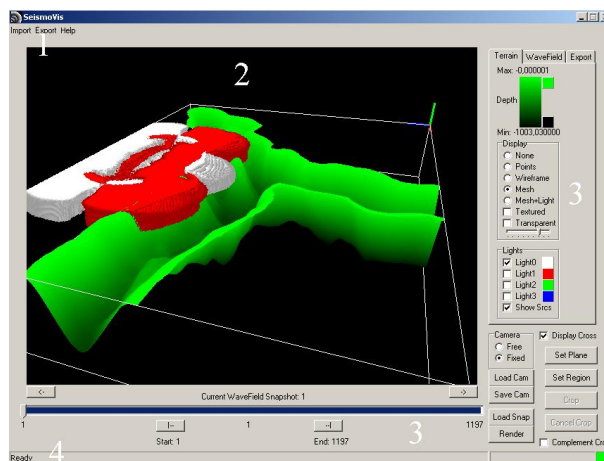 SeismoVis
Import Export Help
1
2
Terrain WaveField Export
Max: -0,000001
Depth
Min: -1003,030000
Display
None
Points
Wireframe
Mesh
Mesh+Light
Textured
Transparent
3
Lights
Light0
Light1
Light2
Light3
Show Srcs
Camera
Free
Fixed
Display Cross
Set Plane
Load Cam
Set Region
Save Cam
Crop
Load Snap
Cancel Crop
Render
Complement Cro
<- Current WaveField Snapshot: 1 ->
1 |-- 1 --| 1197
Start: 1 End: 1197 3
Ready 4